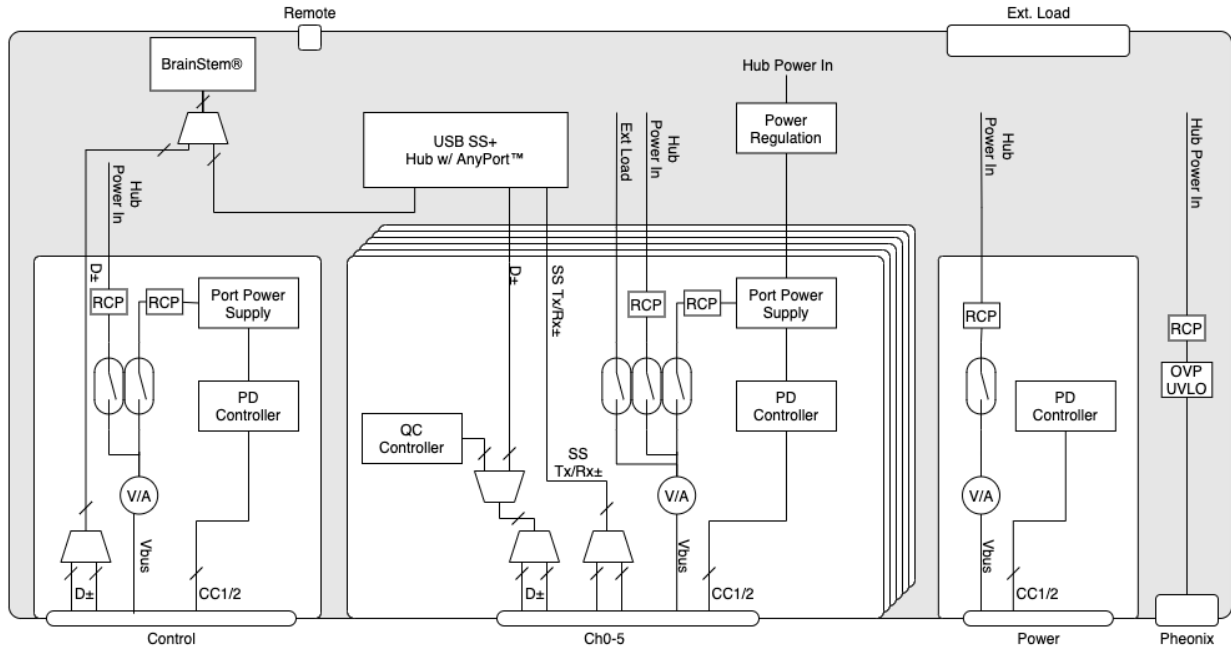 Remote
Ext. Load
BrainStem®
USB SS+
Hub w/ AnyPort™
Hub Power In
Power
Regulation
Ext Load
Hub
Power In
Hub
Power In
Hub
Power In
Hub Power In
D±
RCP
RCP
Port Power
Supply
PD
Controller
V/A
Vbus
D±
CC1/2
Control
D±
SS Tx/Rx±
RCP
RCP
Port Power
Supply
PD
Controller
QC
Controller
SS
Tx/Rx±
V/A
Vbus
D±
CC1/2
Ch0-5
RCP
PD
Controller
V/A
Vbus
CC1/2
Power
RCP
OVP
UVLO
Pheonix